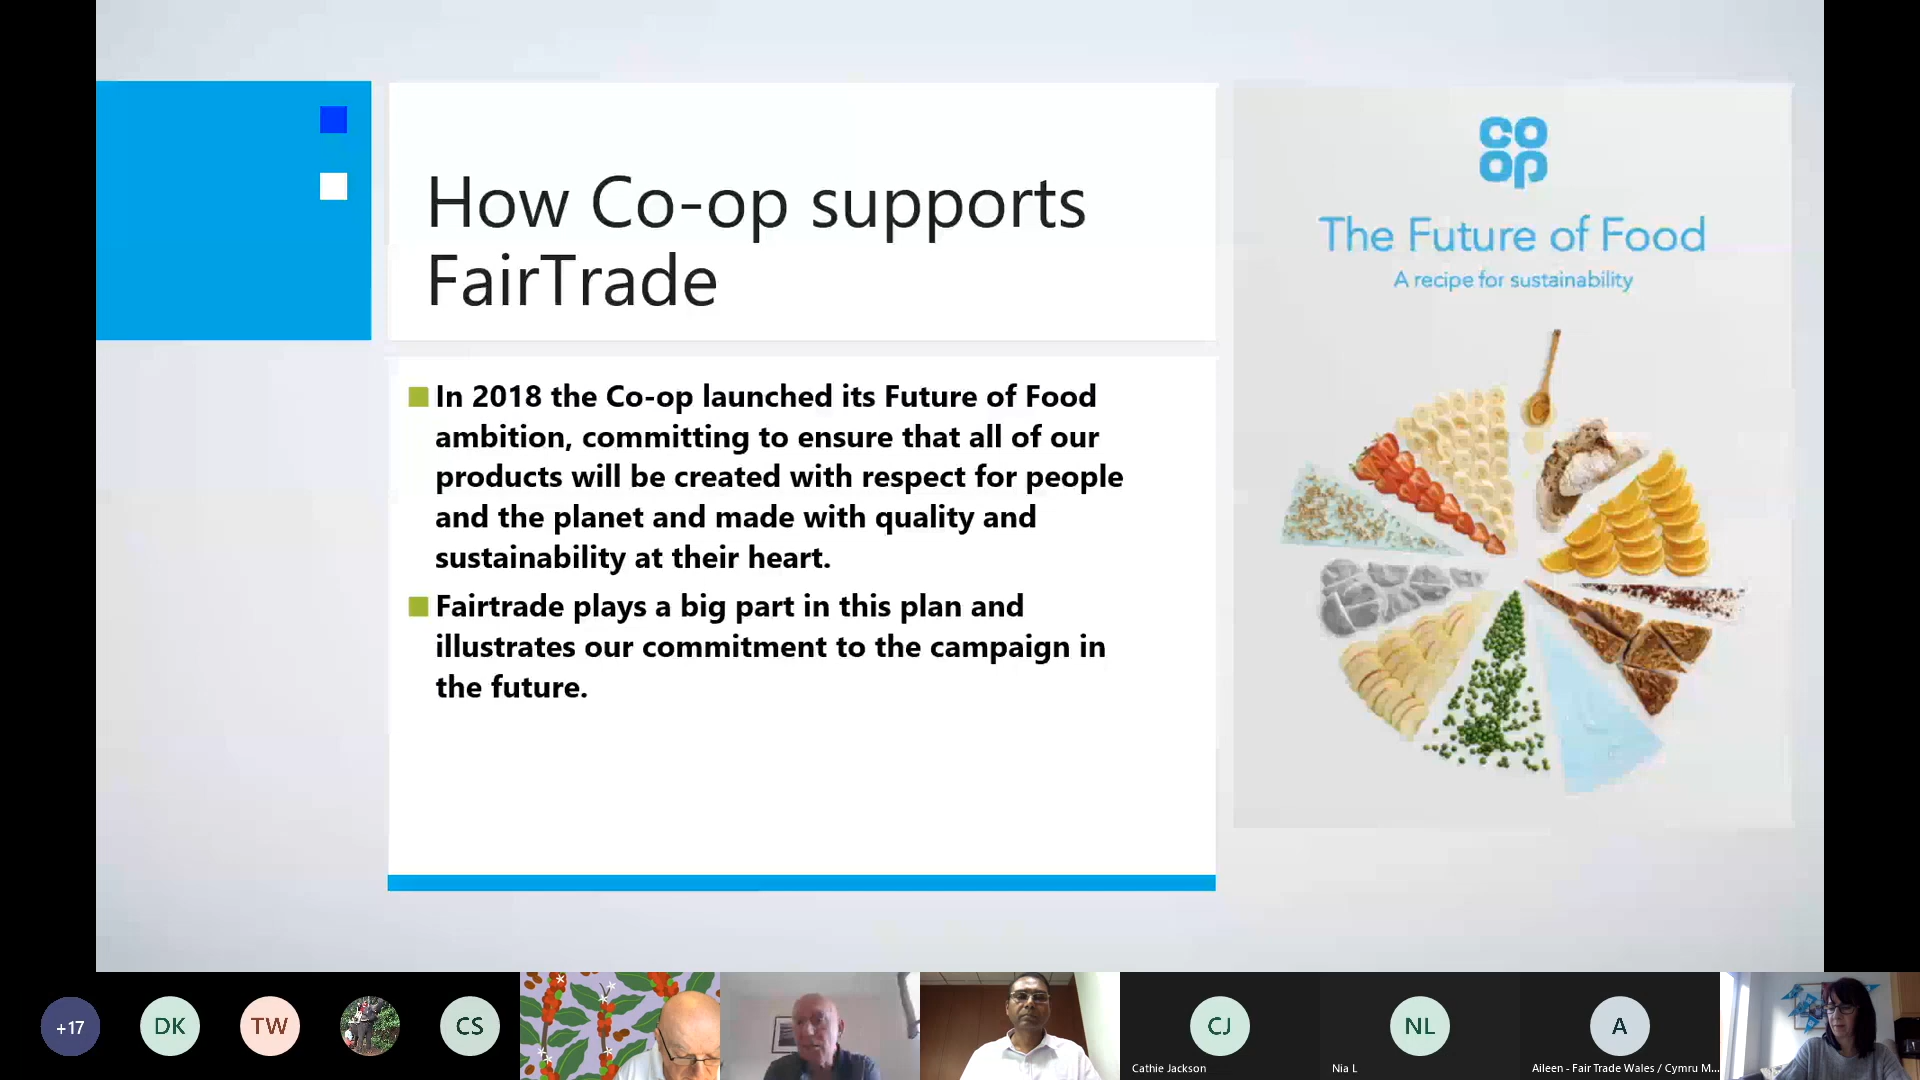 How Co-op supports
FairTrade
In 2018 the Co-op launched its Future of Food
ambition, committing to ensure that all of our
products will be created with respect for people
and the planet and made with quality and
sustainability at their heart.
Fairtrade plays a big part in this plan and
illustrates our commitment to the campaign in
the future.
co
op
The Future of Food
A recipe for sustainability
+17
DK
TW
CS
CJ
Cathie Jackson
NL
Nia L
A
Aileen - Fair Trade Wales / Cymru M...